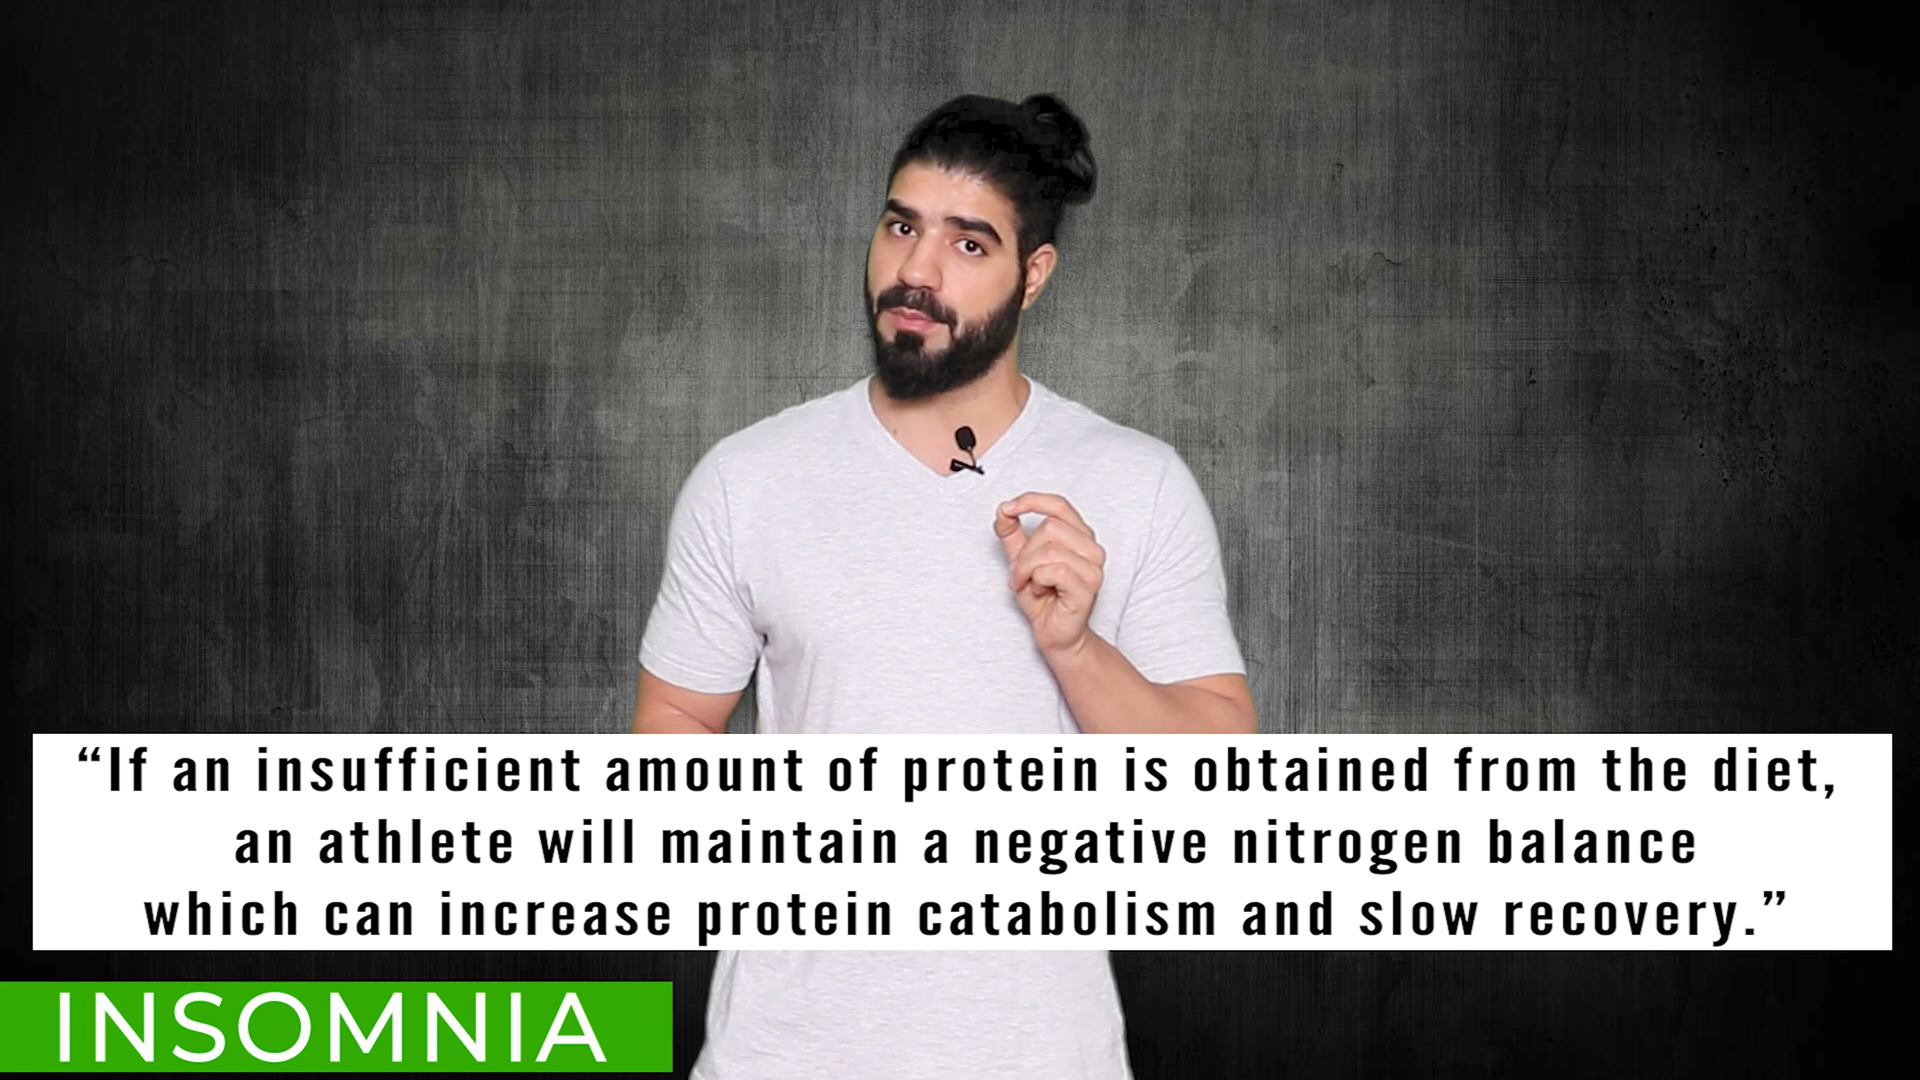 “If an insufficient amount of protein is obtained from the diet,
an athlete will maintain a negative nitrogen balance
which can increase protein catabolism and slow recovery.”
INSOMNIA